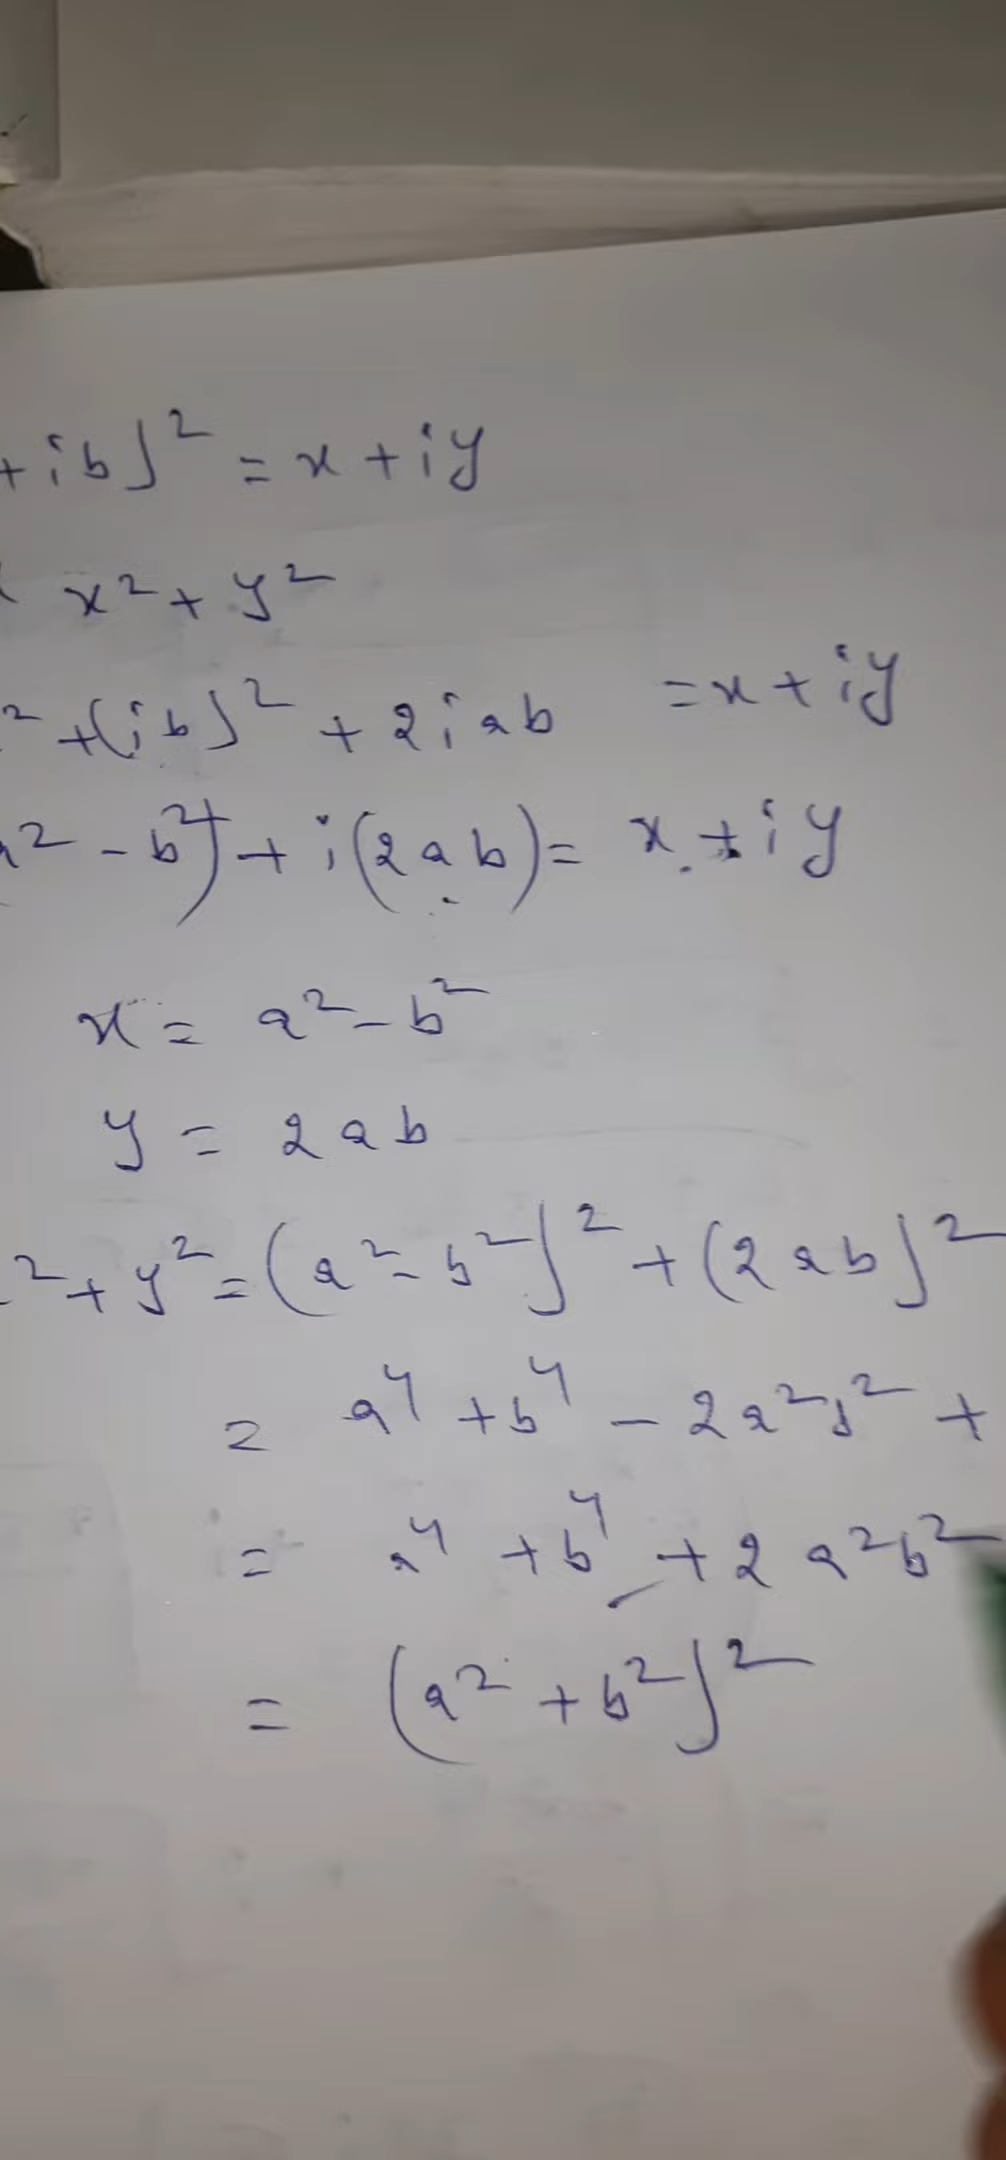 +ib)² = x+iy
x²+y²
²+(ib)² + 2iab = x+iy
a² - b²)+i(2ab)= x+iy
x = a²-b²
y = 2ab
²+y² = (a²-b²)²+(2ab)²
= a⁴+b⁴-2a²b² +
= a⁴+b⁴+2a²b²
= (a²+b²)²